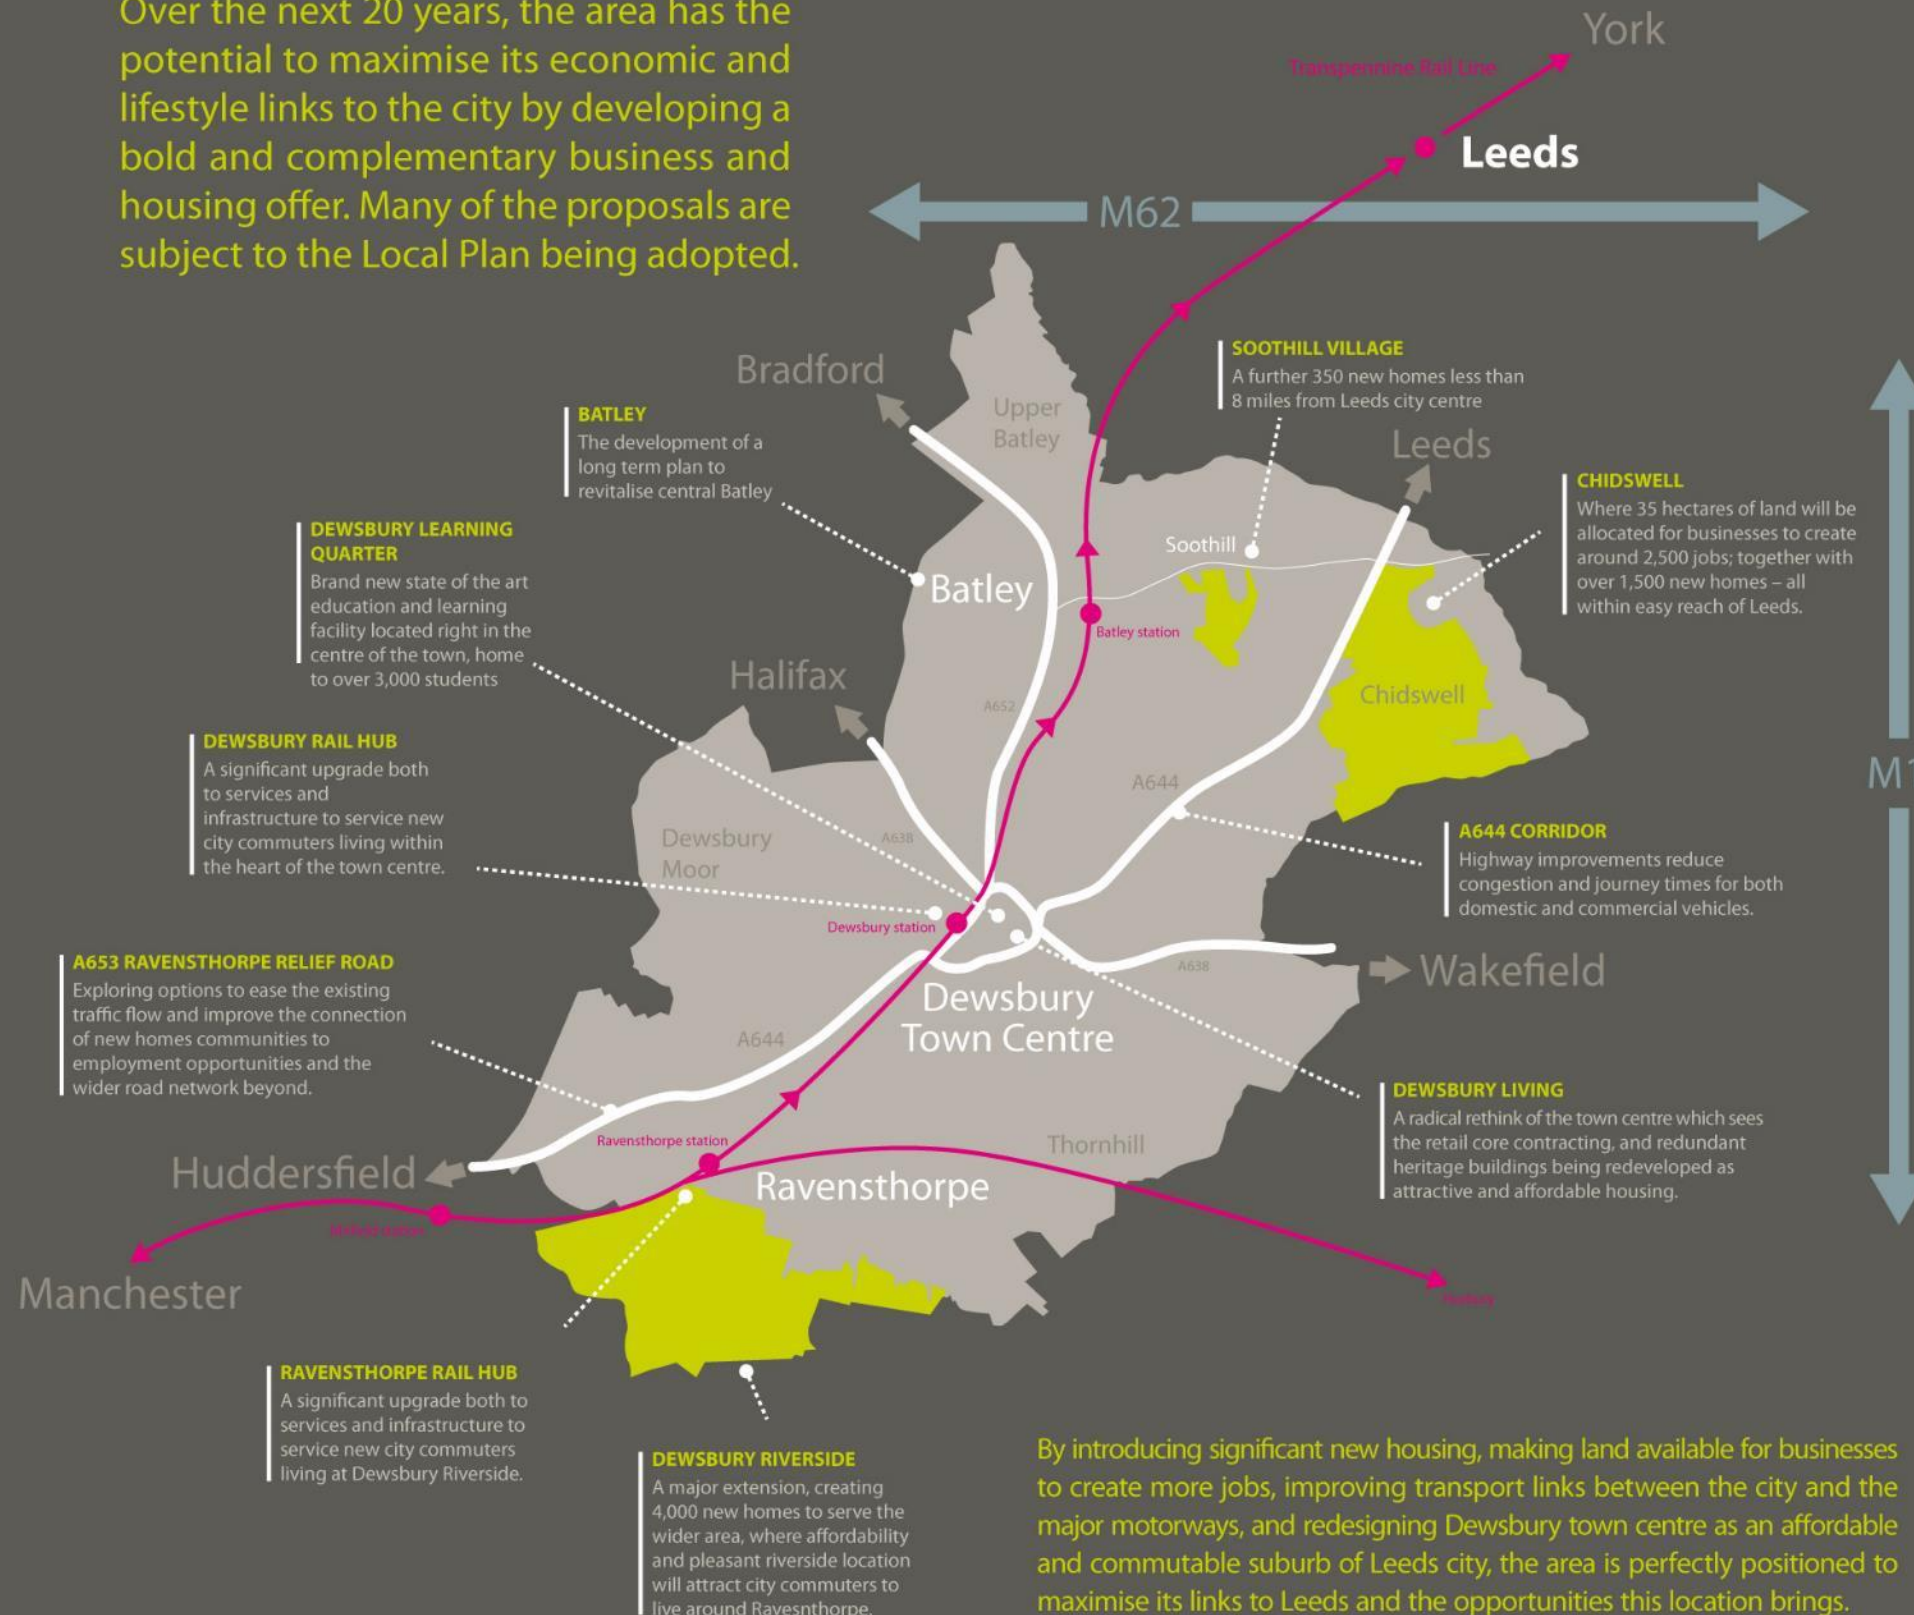 Over the next 20 years, the area has the
potential to maximise its economic and
lifestyle links to the city by developing a
bold and complementary business and
housing offer. Many of the proposals are
subject to the Local Plan being adopted.
York
Transpennine Rail Line
Leeds
M62
SOOTHILL VILLAGE
A further 350 new homes less than
8 miles from Leeds city centre
Bradford
Upper
Batley
Leeds
BATLEY
The development of a
long term plan to
revitalise central Batley
CHIDSWELL
Where 35 hectares of land will be
allocated for businesses to create
around 2,500 jobs; together with
over 1,500 new homes – all
within easy reach of Leeds.
DEWSBURY LEARNING
QUARTER
Brand new state of the art
education and learning
facility located right in the
centre of the town, home
to over 3,000 students
Soothill
Batley
Batley station
Halifax
A652
Chidswell
DEWSBURY RAIL HUB
A significant upgrade both
to services and
infrastructure to service new
city commuters living within
the heart of the town centre.
A644
M1
Dewsbury
Moor
A638
A644 CORRIDOR
Highway improvements reduce
congestion and journey times for both
domestic and commercial vehicles.
Dewsbury station
A653 RAVENSTHORPE RELIEF ROAD
Exploring options to ease the existing
traffic flow and improve the connection
of new homes communities to
employment opportunities and the
wider road network beyond.
A638
Wakefield
Dewsbury
Town Centre
A644
DEWSBURY LIVING
A radical rethink of the town centre which sees
the retail core contracting, and redundant
heritage buildings being redeveloped as
attractive and affordable housing.
Ravensthorpe station
Thornhill
Huddersfield
Ravensthorpe
Mirfield station
Manchester
RAVENSTHORPE RAIL HUB
A significant upgrade both to
services and infrastructure to
service new city commuters
living at Dewsbury Riverside.
DEWSBURY RIVERSIDE
A major extension, creating
4,000 new homes to serve the
wider area, where affordability
and pleasant riverside location
will attract city commuters to
live around Ravesnthorpe.
By introducing significant new housing, making land available for businesses
to create more jobs, improving transport links between the city and the
major motorways, and redesigning Dewsbury town centre as an affordable
and commutable suburb of Leeds city, the area is perfectly positioned to
maximise its links to Leeds and the opportunities this location brings.